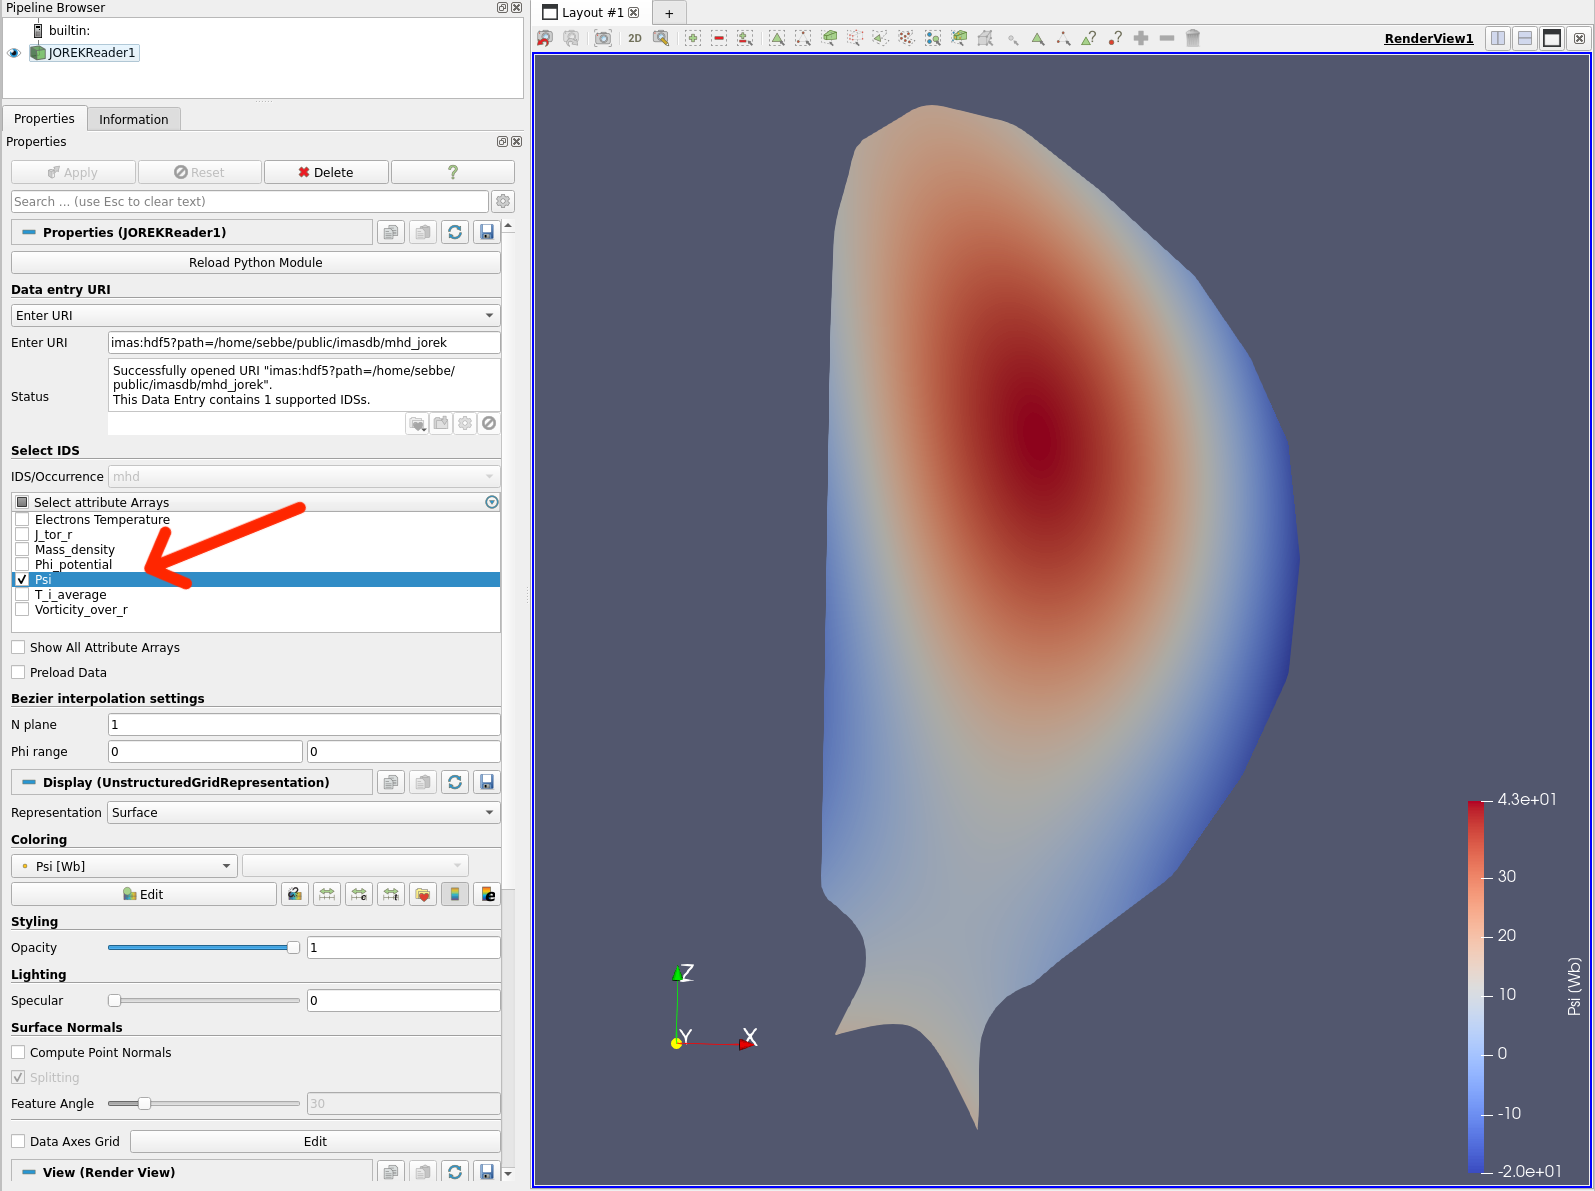 Pipeline Browser
builtin:
JOREKReader1
Properties
Information
Properties
Apply
Reset
Delete
?
Search ... (use Esc to clear text)
Properties (JOREKReader1)
Reload Python Module
Data entry URI
Enter URI
Enter URI
imas:hdf5?path=/home/sebbe/public/imasdb/mhd_jorek
Status
Successfully opened URI "imas:hdf5?path=/home/sebbe/
public/imasdb/mhd_jorek".
This Data Entry contains 1 supported IDSs.
Select IDS
IDS/Occurrence
mhd
Select attribute Arrays
Electrons Temperature
J_tor_r
Mass_density
Phi_potential
Psi
T_i_average
Vorticity_over_r
Show All Attribute Arrays
Preload Data
Bezier interpolation settings
N plane
1
Phi range
0
0
Display (UnstructuredGridRepresentation)
Representation
Surface
Coloring
Psi [Wb]
Edit
Styling
Opacity
1
Lighting
Specular
0
Surface Normals
Compute Point Normals
Splitting
Feature Angle
30
Data Axes Grid
Edit
View (Render View)
Layout #1
+
2D
RenderView1
Z
Y
X
4.3e+01
30
20
10
0
-10
-2.0e+01
Psi (Wb)